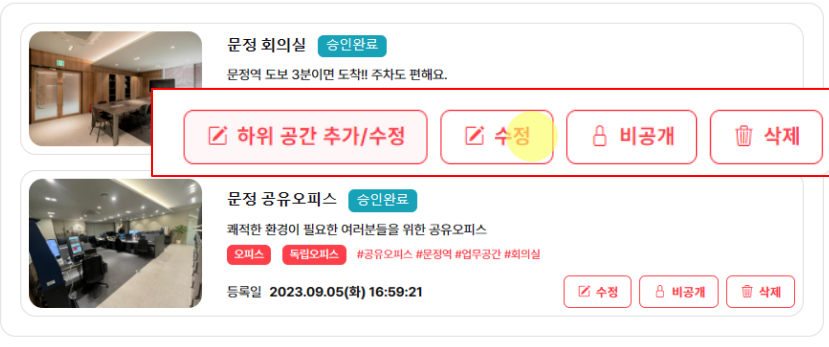 문정 회의실 승인완료
문정역 도보 3분이면 도착!! 주차도 편해요.
하위 공간 추가/수정 수정 비공개 삭제
문정 공유오피스 승인완료
쾌적한 환경이 필요한 여러분들을 위한 공유오피스
오피스 독립오피스 #공유오피스 #문정역 #업무공간 #회의실
등록일 2023.09.05(화) 16:59:21 수정 비공개 삭제